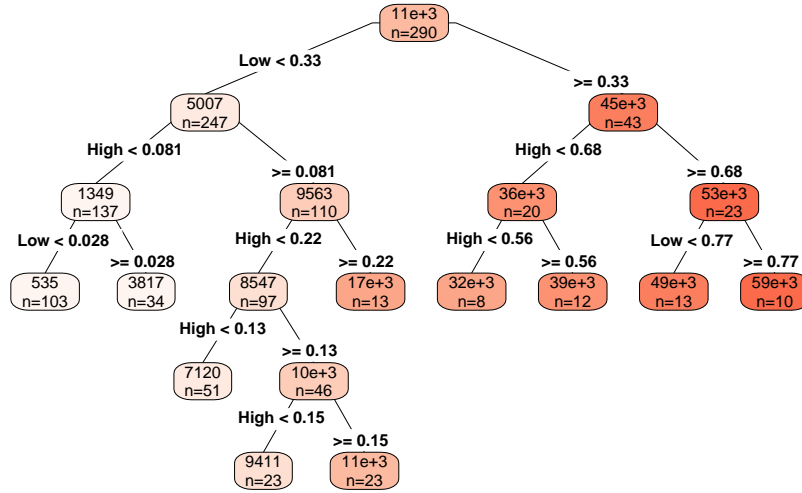 11e+3
n=290
Low < 0.33
>= 0.33
5007
n=247
45e+3
n=43
High < 0.081
>= 0.081
High < 0.68
>= 0.68
1349
n=137
9563
n=110
36e+3
n=20
53e+3
n=23
Low < 0.028
>= 0.028
High < 0.22
>= 0.22
High < 0.56
>= 0.56
Low < 0.77
>= 0.77
535
n=103
3817
n=34
8547
n=97
17e+3
n=13
32e+3
n=8
39e+3
n=12
49e+3
n=13
59e+3
n=10
High < 0.13
>= 0.13
7120
n=51
10e+3
n=46
High < 0.15
>= 0.15
9411
n=23
11e+3
n=23